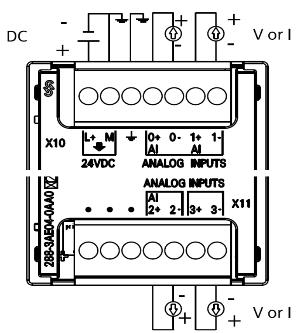 DC
-
+
+
-
+
-
V or I
L+ M
0+ 0- 1+ 1-
X10
AI AI
24VDC
ANALOG INPUTS
288-3AE04-0AA0
X2
ANALOG INPUTS
AI
2+ 2- 3+ 3-
X11
-
+
-
+
V or I